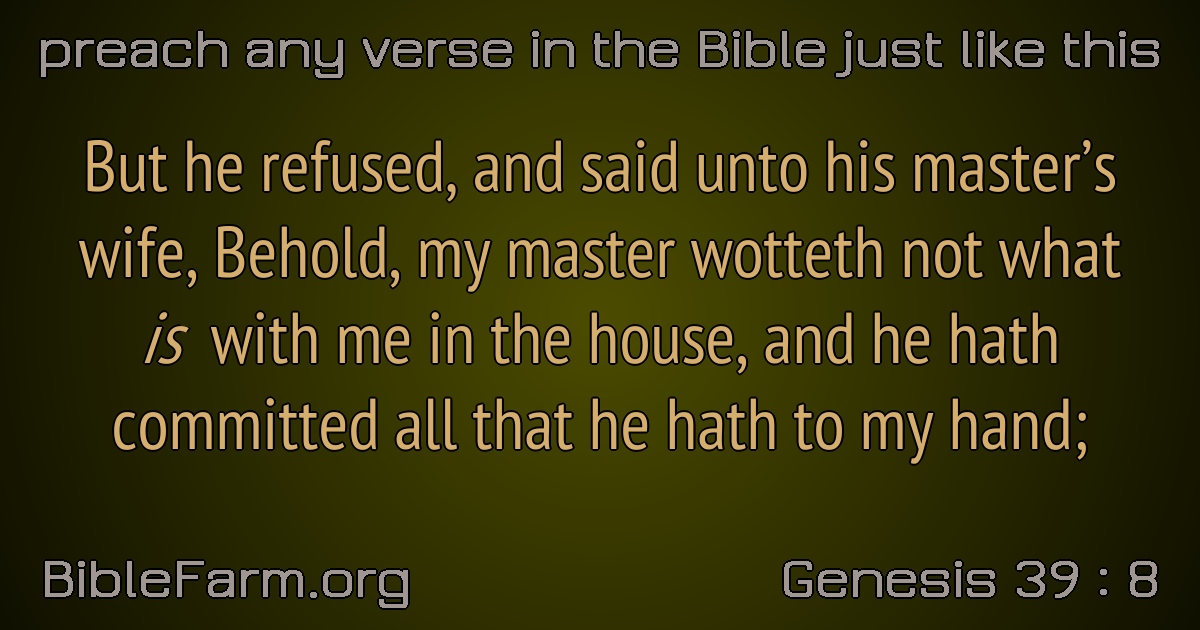 preach any verse in the Bible just like this
But he refused, and said unto his master’s
wife, Behold, my master wotteth not what
is with me in the house, and he hath
committed all that he hath to my hand;
BibleFarm.org
Genesis 39 : 8